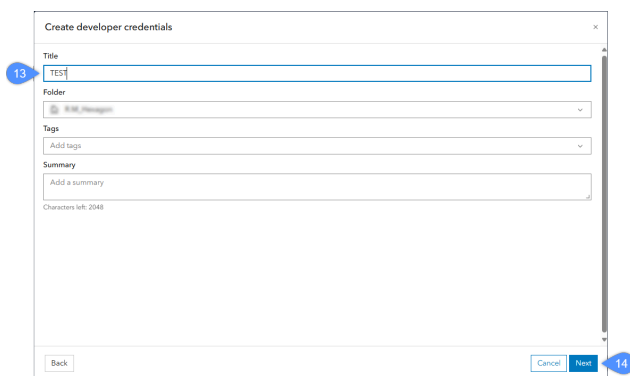 Create developer credentials ×
Title
13
TEST
Folder
Tags
Add tags
Summary
Add a summary
Characters left: 2048
Back
Cancel
Next
14